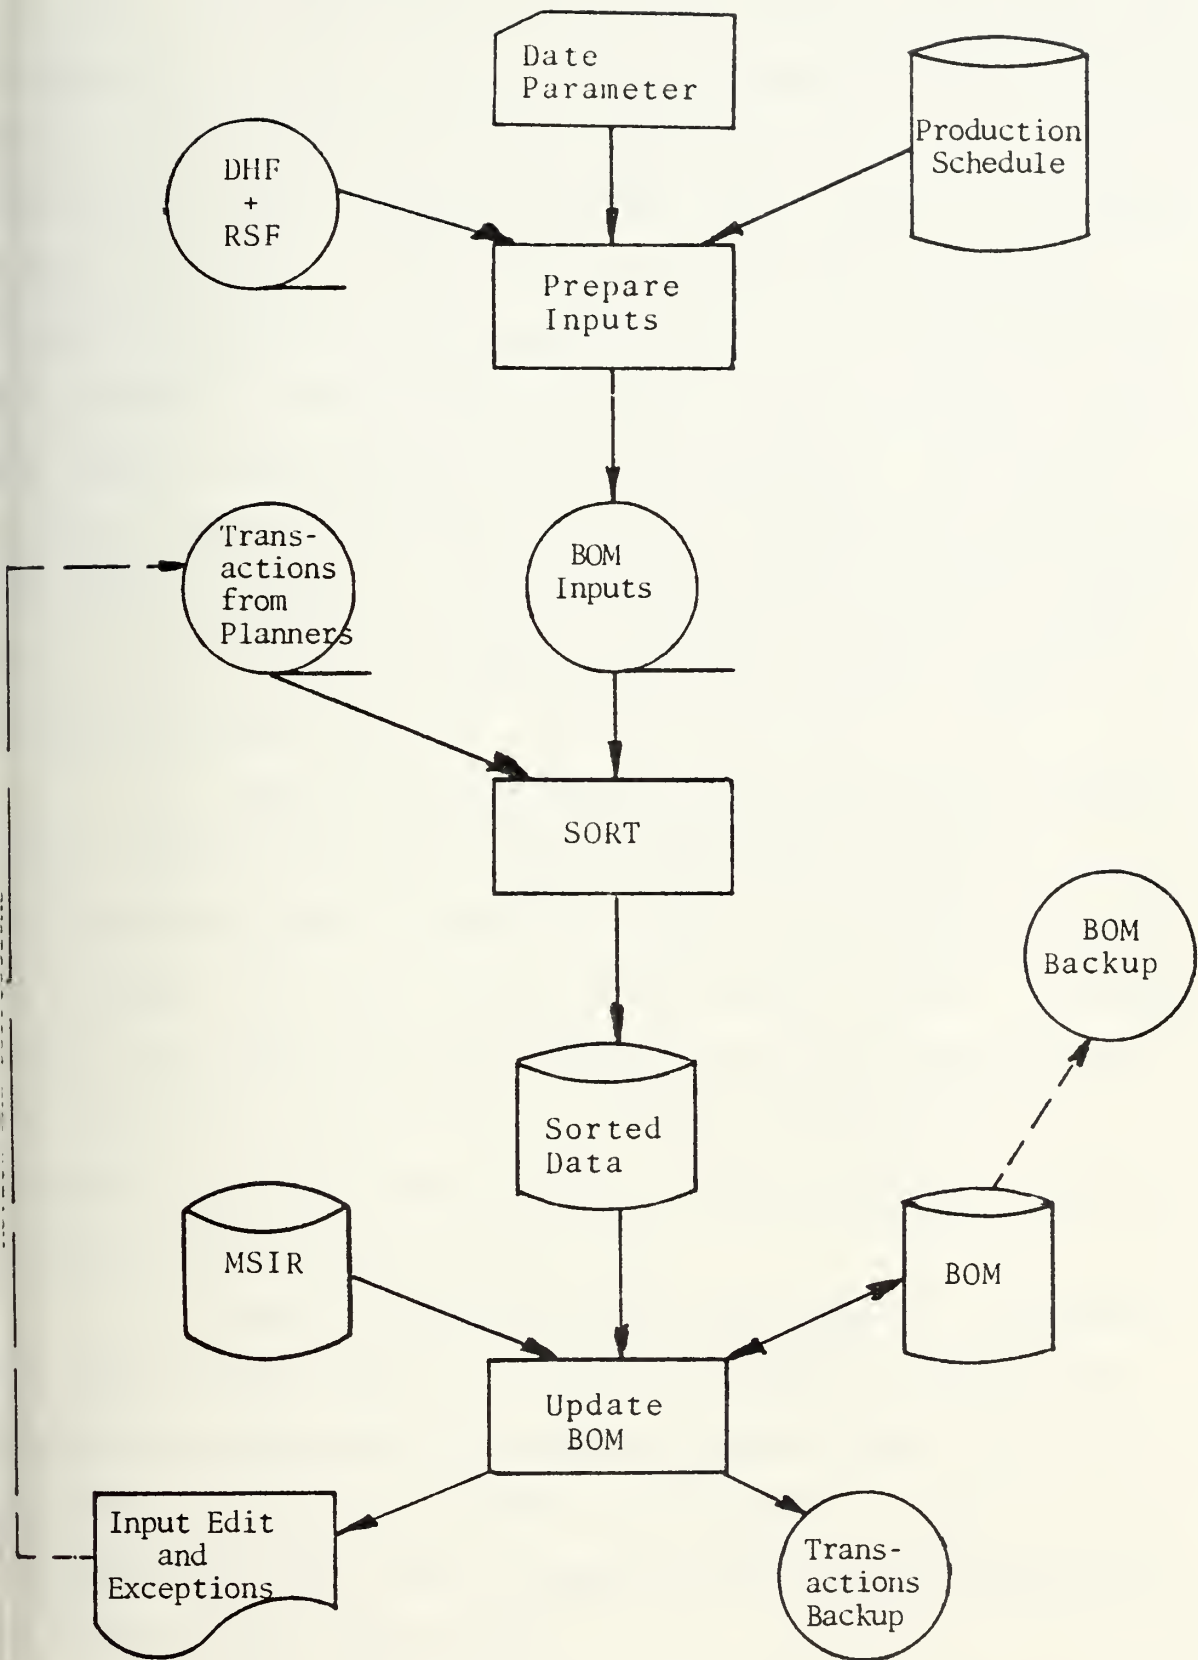 Date
Parameter
Production
Schedule
DHF
+
RSF
Prepare
Inputs
Trans-
actions
from
Planners
BOM
Inputs
SORT
BOM
Backup
Sorted
Data
MSIR
BOM
Update
BOM
Input Edit
and
Exceptions
Trans-
actions
Backup